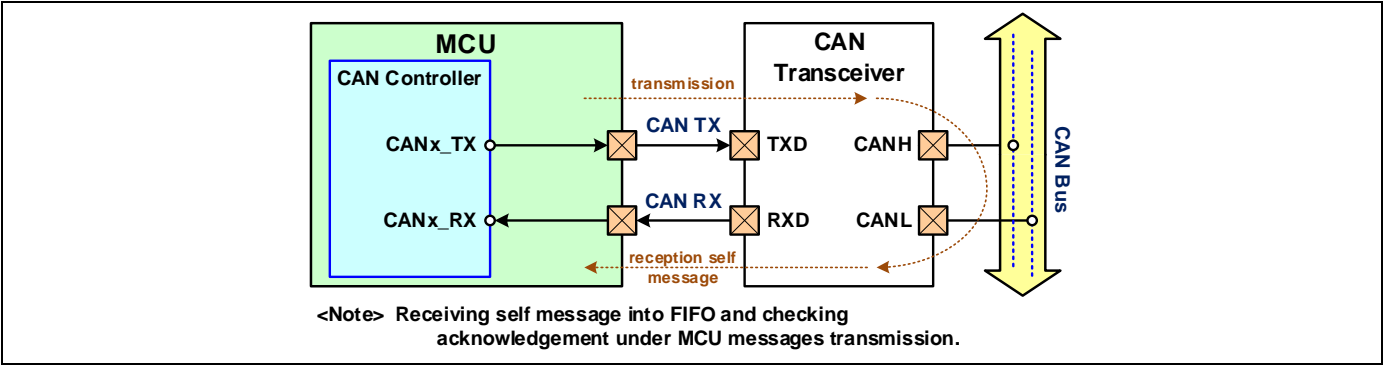 MCU
CAN
Transceiver
CAN Controller
transmission
CANx_TX
CAN TX
TXD
CANH
CANx_RX
CAN RX
RXD
CANL
CAN Bus
reception self
message
<Note> Receiving self message into FIFO and checking
acknowledgement under MCU messages transmission.